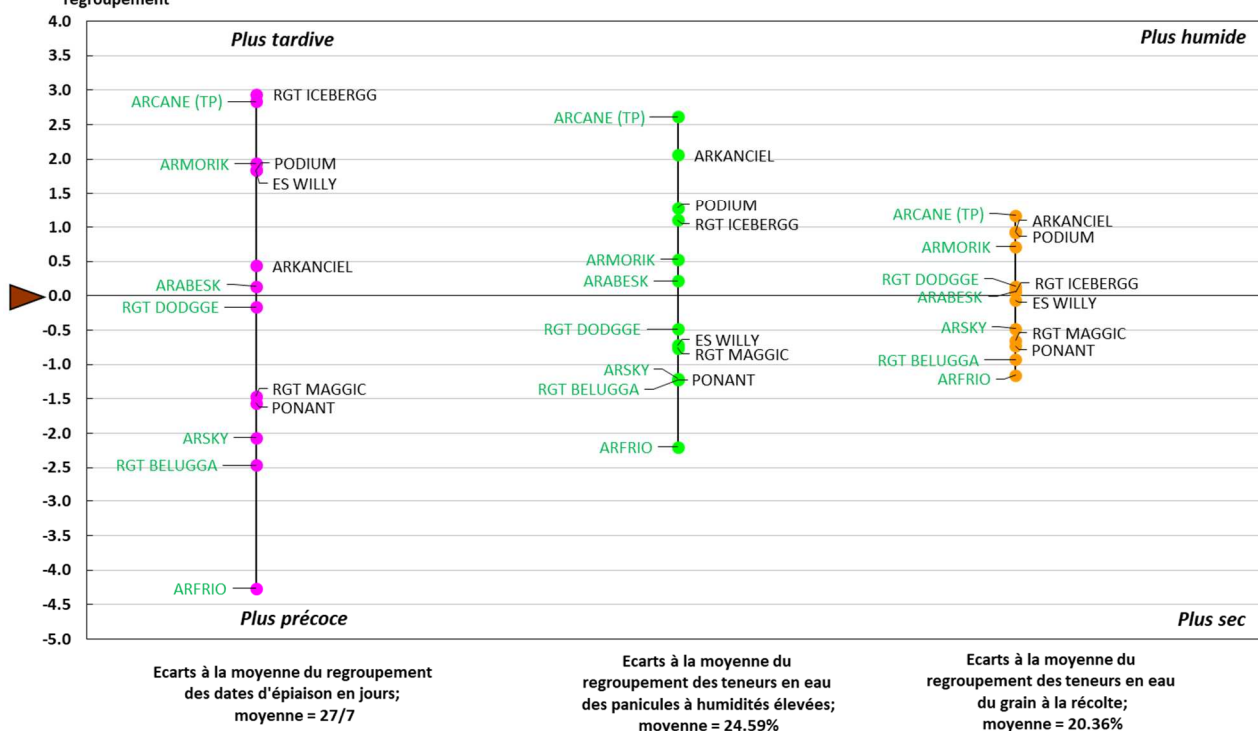 regroupement
4.0
Plus tardive
Plus humide
3.5
3.0
RGT ICEBERGG
ARCANE (TP)
2.5
ARCANE (TP)
ARKANCIEL
2.0
ARMORIK
PODIUM
ES WILLY
1.5
PODIUM
RGT ICEBERGG
ARCANE (TP)
ARKANCIEL
PODIUM
1.0
ARMORIK
ARMORIK
0.5
ARKANCIEL
ARABESK
ARABESK
RGT DODGGE
RGT ICEBERGG
ARABESK
ES WILLY
0.0
RGT DODGGE
-0.5
RGT DODGGE
ES WILLY
RGT MAGGIC
ARSKY
RGT MAGGIC
PONANT
-1.0
ARSKY
PONANT
RGT BELUGGA
RGT BELUGGA
ARFRIO
RGT MAGGIC
PONANT
-1.5
-2.0
ARSKY
ARFRIO
RGT BELUGGA
-2.5
-3.0
-3.5
-4.0
ARFRIO
-4.5
Plus précoce
Plus sec
-5.0
Ecarts à la moyenne du regroupement
des dates d'épiaison en jours;
moyenne = 27/7
Ecarts à la moyenne du
regroupement des teneurs en eau
des panicules à humidités élevées;
moyenne = 24.59%
Ecarts à la moyenne du
regroupement des teneurs en eau
du grain à la récolte;
moyenne = 20.36%